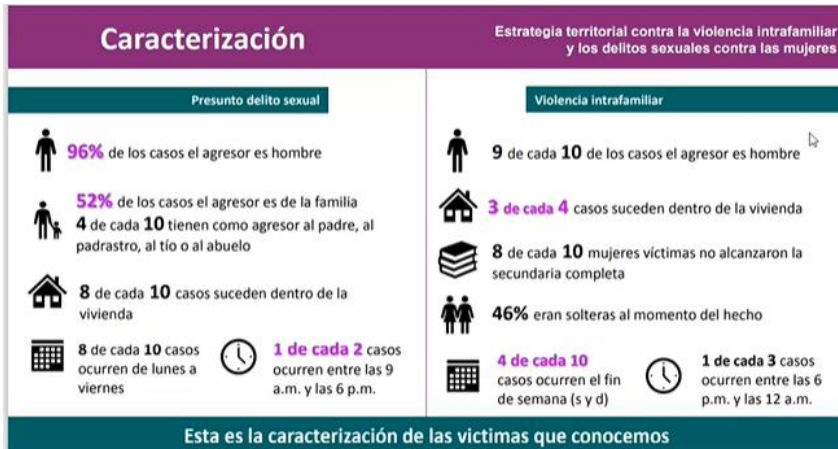 Caracterización
Estrategia territorial contra la violencia intrafamiliar
y los delitos sexuales contra las mujeres
Presunto delito sexual
96% de los casos el agresor es hombre
52% de los casos el agresor es de la familia
4 de cada 10 tienen como agresor al padre, al
padrastro, al tío o al abuelo
8 de cada 10 casos suceden dentro de la
vivienda
8 de cada 10 casos
ocurren de lunes a
viernes
1 de cada 2 casos
ocurren entre las 9
a.m. y las 6 p.m.
Violencia intrafamiliar
9 de cada 10 de los casos el agresor es hombre
3 de cada 4 casos suceden dentro de la vivienda
8 de cada 10 mujeres víctimas no alcanzaron la
secundaria completa
46% eran solteras al momento del hecho
4 de cada 10
casos ocurren el fin
de semana (s y d)
1 de cada 3 casos
ocurren entre las 6
p.m. y las 12 a.m.
Esta es la caracterización de las victimas que conocemos